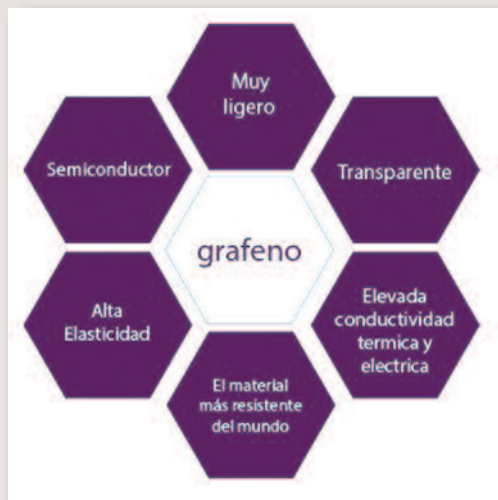 Muy
ligero
Semiconductor
Transparente
grafeno
Alta
Elasticidad
Elevada
conductividad
termica y
electrica
El material
más resistente
del mundo